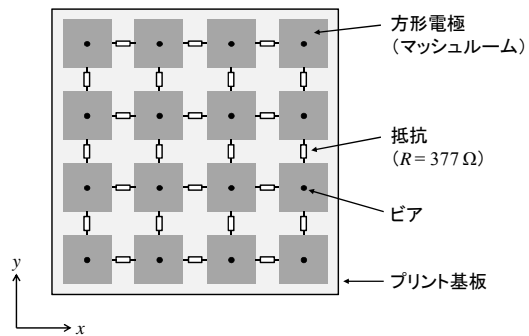 方形電極
（マッシュルーム）
抵抗
（R = 377 Ω）
ビア
プリント基板
y
x